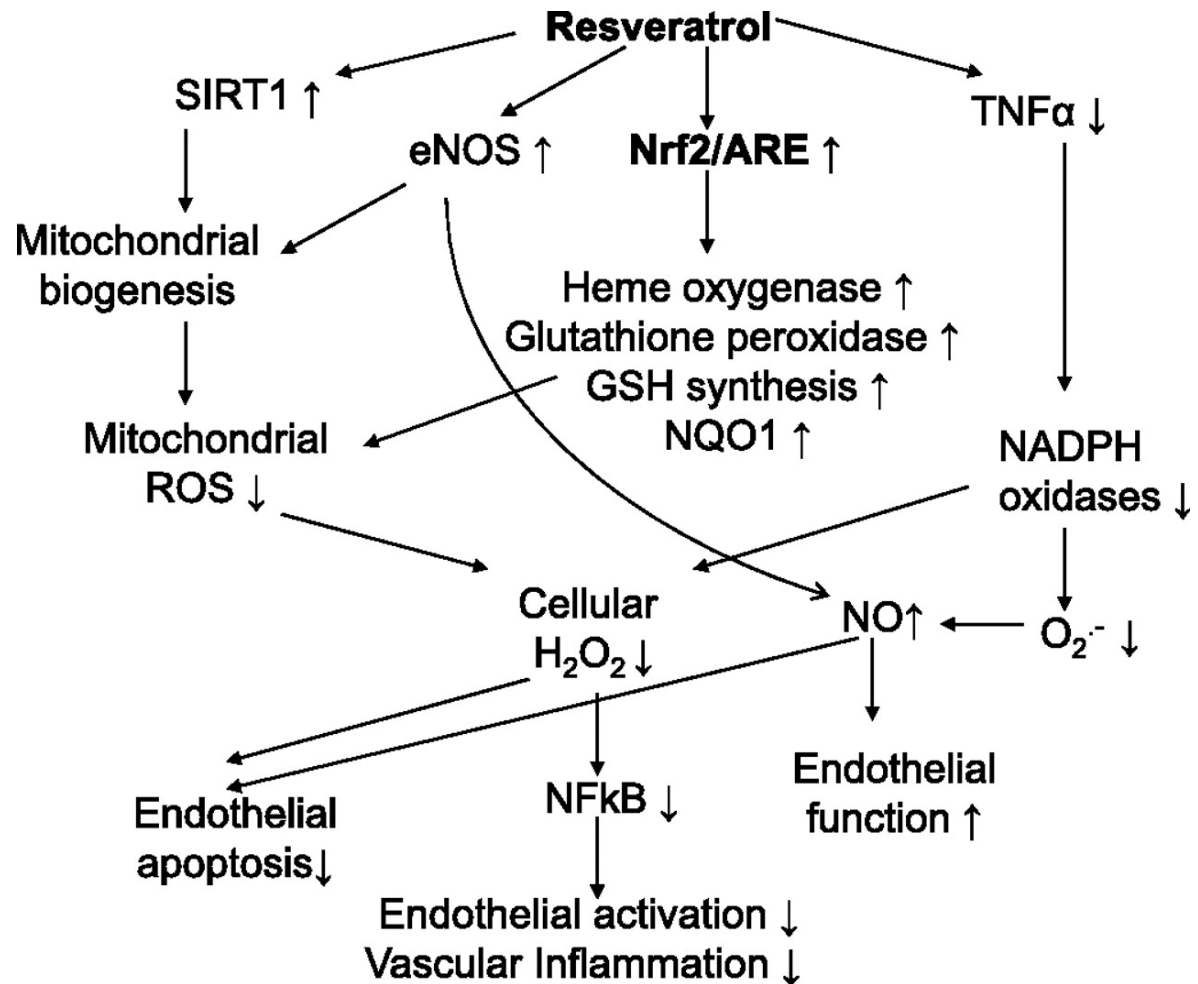 Resveratrol
SIRT1 ↑
TNFα ↓
eNOS ↑
Nrf2/ARE ↑
Mitochondrial
biogenesis
Heme oxygenase ↑
Glutathione peroxidase ↑
GSH synthesis ↑
NQO1 ↑
Mitochondrial
ROS ↓
NADPH
oxidases ↓
Cellular
H₂O₂ ↓
NO↑
O₂·- ↓
Endothelial
apoptosis↓
NFkB ↓
Endothelial
function ↑
Endothelial activation ↓
Vascular Inflammation ↓